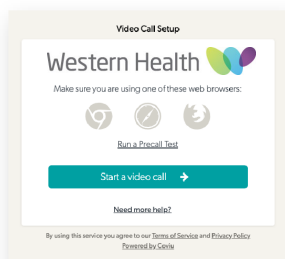 Video Call Setup
Western Health
Make sure you are using one of these web browsers:
Run a Precall Test
Start a video call
Need more help?
By using this service you agree to our Terms of Service and Privacy Policy
Powered by Coviu